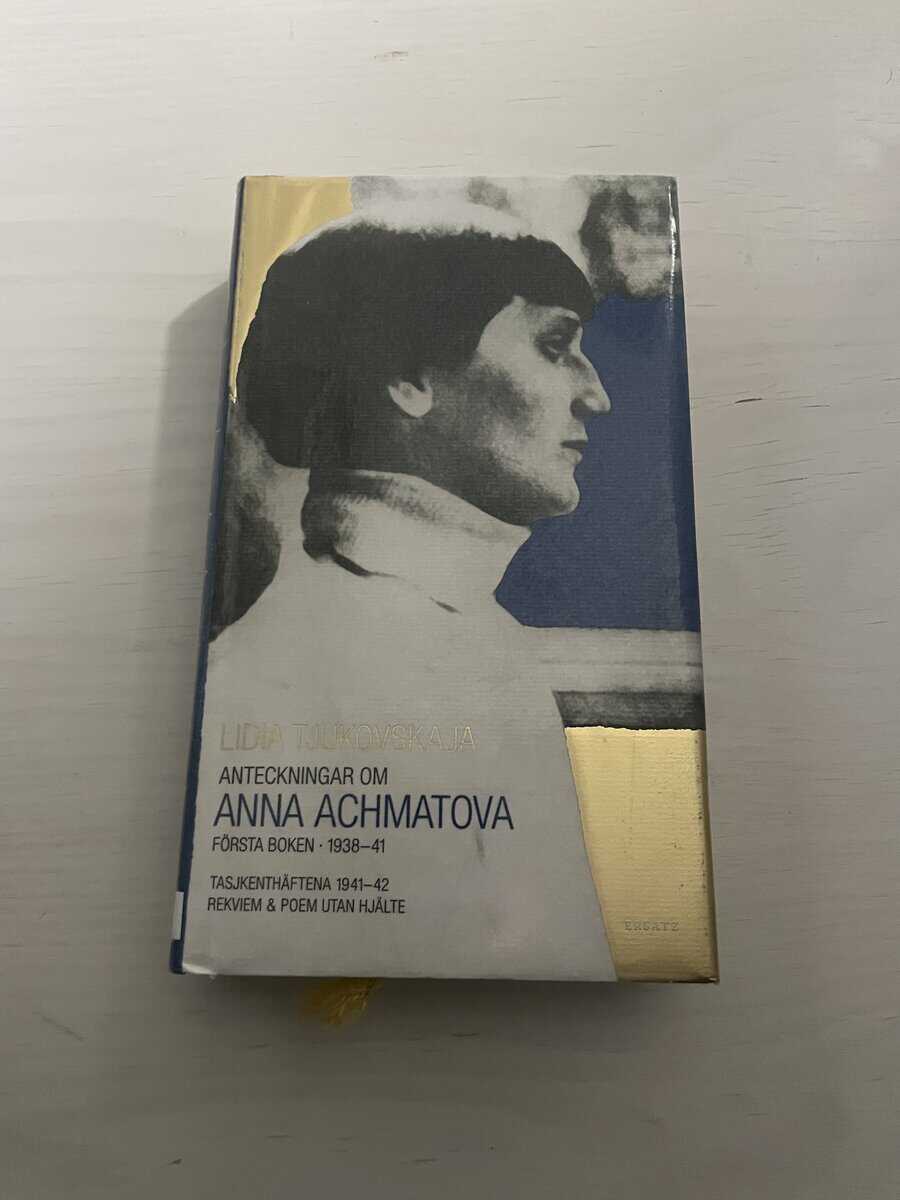 LIDIA TJUKOVSKAJA
ANTECKNINGAR OM
ANNA ACHMATOVA
FÖRSTA BOKEN · 1938–41
TASJKENTHÄFTENA 1941–42
REKVIEM & POEM UTAN HJÄLTE
ERSATZ